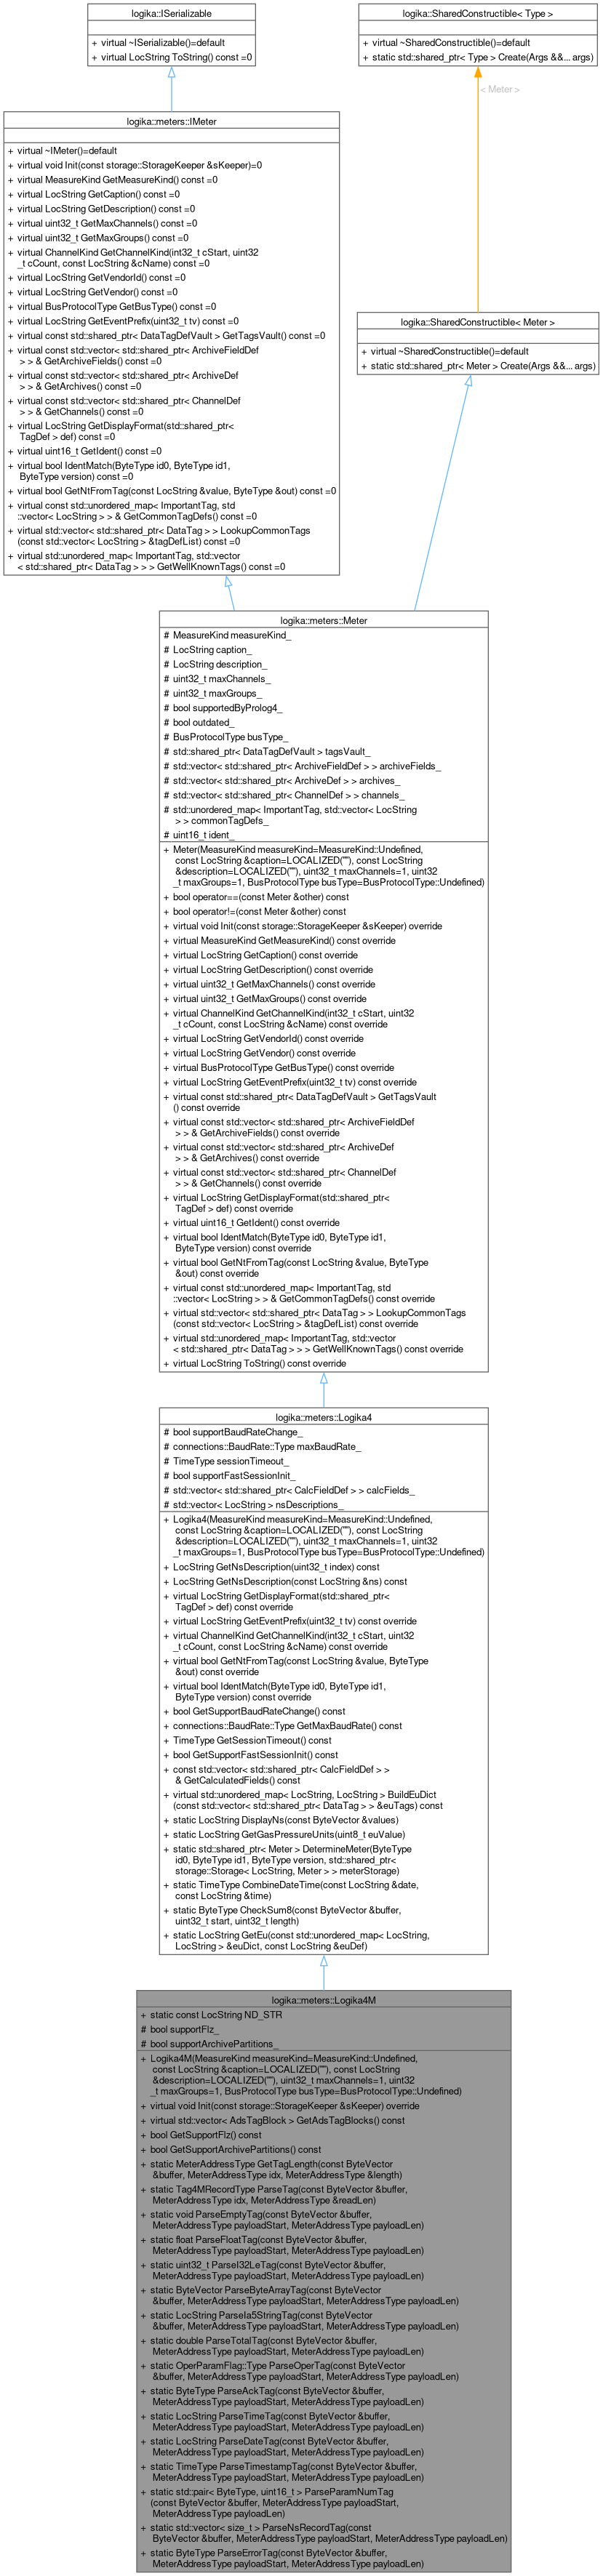 logika::ISerializable
+ virtual ~ISerializable()=default
+ virtual LocString ToString() const =0
logika::SharedConstructible< Type >
+ virtual ~SharedConstructible()=default
+ static std::shared_ptr< Type > Create(Args &&... args)
< Meter >
logika::meters::IMeter
+ virtual ~IMeter()=default
+ virtual void Init(const storage::StorageKeeper &sKeeper)=0
+ virtual MeasureKind GetMeasureKind() const =0
+ virtual LocString GetCaption() const =0
+ virtual LocString GetDescription() const =0
+ virtual uint32_t GetMaxChannels() const =0
+ virtual uint32_t GetMaxGroups() const =0
+ virtual ChannelKind GetChannelKind(int32_t cStart, uint32
_t cCount, const LocString &cName) const =0
+ virtual LocString GetVendorId() const =0
+ virtual LocString GetVendor() const =0
+ virtual BusProtocolType GetBusType() const =0
+ virtual LocString GetEventPrefix(uint32_t tv) const =0
+ virtual const std::shared_ptr< DataTagDefVault > GetTagsVault() const =0
+ virtual const std::vector< std::shared_ptr< ArchiveFieldDef
> > & GetArchiveFields() const =0
+ virtual const std::vector< std::shared_ptr< ArchiveDef
> > & GetArchives() const =0
+ virtual const std::vector< std::shared_ptr< ChannelDef
> > & GetChannels() const =0
+ virtual LocString GetDisplayFormat(std::shared_ptr<
TagDef > def) const =0
+ virtual uint16_t GetIdent() const =0
+ virtual bool IdentMatch(ByteType id0, ByteType id1,
ByteType version) const =0
+ virtual bool GetNtFromTag(const LocString &value, ByteType &out) const =0
+ virtual const std::unordered_map< ImportantTag, std
::vector< LocString > > & GetCommonTagDefs() const =0
+ virtual std::vector< std::shared_ptr< DataTag > > LookupCommonTags
(const std::vector< LocString > &tagDefList) const =0
+ virtual std::unordered_map< ImportantTag, std::vector
< std::shared_ptr< DataTag > > > GetWellKnownTags() const =0
logika::SharedConstructible< Meter >
+ virtual ~SharedConstructible()=default
+ static std::shared_ptr< Meter > Create(Args &&... args)
logika::meters::Meter
# MeasureKind measureKind_
# LocString caption_
# LocString description_
# uint32_t maxChannels_
# uint32_t maxGroups_
# bool supportedByProlog4_
# bool outdated_
# BusProtocolType busType_
# std::shared_ptr< DataTagDefVault > tagsVault_
# std::vector< std::shared_ptr< ArchiveFieldDef > > archiveFields_
# std::vector< std::shared_ptr< ArchiveDef > > archives_
# std::vector< std::shared_ptr< ChannelDef > > channels_
# std::unordered_map< ImportantTag, std::vector< LocString
> > commonTagDefs_
# uint16_t ident_
+ Meter(MeasureKind measureKind=MeasureKind::Undefined,
const LocString &caption=LOCALIZED(""), const LocString
&description=LOCALIZED(""), uint32_t maxChannels=1, uint32
_t maxGroups=1, BusProtocolType busType=BusProtocolType::Undefined)
+ bool operator==(const Meter &other) const
+ bool operator!=(const Meter &other) const
+ virtual void Init(const storage::StorageKeeper &sKeeper) override
+ virtual MeasureKind GetMeasureKind() const override
+ virtual LocString GetCaption() const override
+ virtual LocString GetDescription() const override
+ virtual uint32_t GetMaxChannels() const override
+ virtual uint32_t GetMaxGroups() const override
+ virtual ChannelKind GetChannelKind(int32_t cStart, uint32
_t cCount, const LocString &cName) const override
+ virtual LocString GetVendorId() const override
+ virtual LocString GetVendor() const override
+ virtual BusProtocolType GetBusType() const override
+ virtual LocString GetEventPrefix(uint32_t tv) const override
+ virtual const std::shared_ptr< DataTagDefVault > GetTagsVault
() const override
+ virtual const std::vector< std::shared_ptr< ArchiveFieldDef
> > & GetArchiveFields() const override
+ virtual const std::vector< std::shared_ptr< ArchiveDef
> > & GetArchives() const override
+ virtual const std::vector< std::shared_ptr< ChannelDef
> > & GetChannels() const override
+ virtual LocString GetDisplayFormat(std::shared_ptr<
TagDef > def) const override
+ virtual uint16_t GetIdent() const override
+ virtual bool IdentMatch(ByteType id0, ByteType id1,
ByteType version) const override
+ virtual bool GetNtFromTag(const LocString &value, ByteType
&out) const override
+ virtual const std::unordered_map< ImportantTag, std
::vector< LocString > > & GetCommonTagDefs() const override
+ virtual std::vector< std::shared_ptr< DataTag > > LookupCommonTags
(const std::vector< LocString > &tagDefList) const override
+ virtual std::unordered_map< ImportantTag, std::vector
< std::shared_ptr< DataTag > > > GetWellKnownTags() const override
+ virtual LocString ToString() const override
logika::meters::Logika4
# bool supportBaudRateChange_
# connections::BaudRate::Type maxBaudRate_
# TimeType sessionTimeout_
# bool supportFastSessionInit_
# std::vector< std::shared_ptr< CalcFieldDef > > calcFields_
# std::vector< LocString > nsDescriptions_
+ Logika4(MeasureKind measureKind=MeasureKind::Undefined,
const LocString &caption=LOCALIZED(""), const LocString
&description=LOCALIZED(""), uint32_t maxChannels=1, uint32
_t maxGroups=1, BusProtocolType busType=BusProtocolType::Undefined)
+ LocString GetNsDescription(uint32_t index) const
+ LocString GetNsDescription(const LocString &ns) const
+ virtual LocString GetDisplayFormat(std::shared_ptr<
TagDef > def) const override
+ virtual LocString GetEventPrefix(uint32_t tv) const override
+ virtual ChannelKind GetChannelKind(int32_t cStart, uint32
_t cCount, const LocString &cName) const override
+ virtual bool GetNtFromTag(const LocString &value, ByteType
&out) const override
+ virtual bool IdentMatch(ByteType id0, ByteType id1,
ByteType version) const override
+ bool GetSupportBaudRateChange() const
+ connections::BaudRate::Type GetMaxBaudRate() const
+ TimeType GetSessionTimeout() const
+ bool GetSupportFastSessionInit() const
+ const std::vector< std::shared_ptr< CalcFieldDef > >
& GetCalculatedFields() const
+ virtual std::unordered_map< LocString, LocString > BuildEuDict
(const std::vector< std::shared_ptr< DataTag > > &euTags) const
+ static LocString DisplayNs(const ByteVector &values)
+ static LocString GetGasPressureUnits(uint8_t euValue)
+ static std::shared_ptr< Meter > DetermineMeter(ByteType
id0, ByteType id1, ByteType version, std::shared_ptr<
storage::Storage< LocString, Meter > > meterStorage)
+ static TimeType CombineDateTime(const LocString &date,
const LocString &time)
+ static ByteType CheckSum8(const ByteVector &buffer,
uint32_t start, uint32_t length)
+ static LocString GetEu(const std::unordered_map< LocString,
LocString > &euDict, const LocString &euDef)
logika::meters::Logika4M
+ static const LocString ND_STR
# bool supportFlz_
# bool supportArchivePartitions_
+ Logika4M(MeasureKind measureKind=MeasureKind::Undefined,
const LocString &caption=LOCALIZED(""), const LocString
&description=LOCALIZED(""), uint32_t maxChannels=1, uint32
_t maxGroups=1, BusProtocolType busType=BusProtocolType::Undefined)
+ virtual void Init(const storage::StorageKeeper &sKeeper) override
+ virtual std::vector< AdsTagBlock > GetAdsTagBlocks() const
+ bool GetSupportFlz() const
+ bool GetSupportArchivePartitions() const
+ static MeterAddressType GetTagLength(const ByteVector
&buffer, MeterAddressType idx, MeterAddressType &length)
+ static Tag4MRecordType ParseTag(const ByteVector &buffer,
MeterAddressType idx, MeterAddressType &readLen)
+ static void ParseEmptyTag(const ByteVector &buffer,
MeterAddressType payloadStart, MeterAddressType payloadLen)
+ static float ParseFloatTag(const ByteVector &buffer,
MeterAddressType payloadStart, MeterAddressType payloadLen)
+ static uint32_t ParseI32LeTag(const ByteVector &buffer,
MeterAddressType payloadStart, MeterAddressType payloadLen)
+ static ByteVector ParseByteArrayTag(const ByteVector
&buffer, MeterAddressType payloadStart, MeterAddressType payloadLen)
+ static LocString ParseIa5StringTag(const ByteVector
&buffer, MeterAddressType payloadStart, MeterAddressType payloadLen)
+ static double ParseTotalTag(const ByteVector &buffer,
MeterAddressType payloadStart, MeterAddressType payloadLen)
+ static OperParamFlag::Type ParseOperTag(const ByteVector
&buffer, MeterAddressType payloadStart, MeterAddressType payloadLen)
+ static ByteType ParseAckTag(const ByteVector &buffer,
MeterAddressType payloadStart, MeterAddressType payloadLen)
+ static LocString ParseTimeTag(const ByteVector &buffer,
MeterAddressType payloadStart, MeterAddressType payloadLen)
+ static LocString ParseDateTag(const ByteVector &buffer,
MeterAddressType payloadStart, MeterAddressType payloadLen)
+ static TimeType ParseTimestampTag(const ByteVector &buffer,
MeterAddressType payloadStart, MeterAddressType payloadLen)
+ static std::pair< ByteType, uint16_t > ParseParamNumTag
(const ByteVector &buffer, MeterAddressType payloadStart,
MeterAddressType payloadLen)
+ static std::vector< size_t > ParseNsRecordTag(const
ByteVector &buffer, MeterAddressType payloadStart, MeterAddressType payloadLen)
+ static ByteType ParseErrorTag(const ByteVector &buffer,
MeterAddressType payloadStart, MeterAddressType payloadLen)